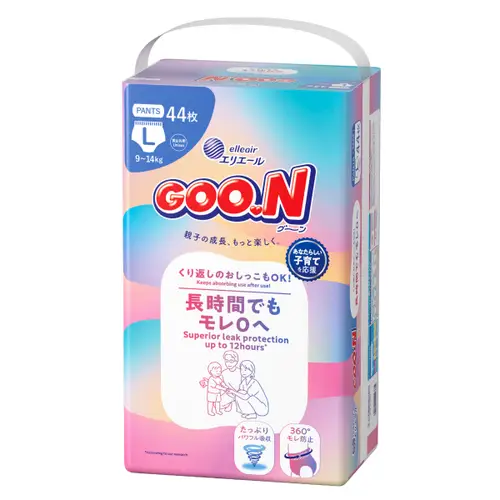 PANTS
44枚
L
9~14kg
elleair
エリエール
GOO.N
グーン
親子の成長、もっと楽しく。
あなたらしい
子育て
を応援
くり返しのおしっこもOK!
Keeps absorbing use after use!
長時間でも
モレ0へ
Superior leak protection
up to 12hours*
たっぷり
パワフル吸収
360°
モレ防止